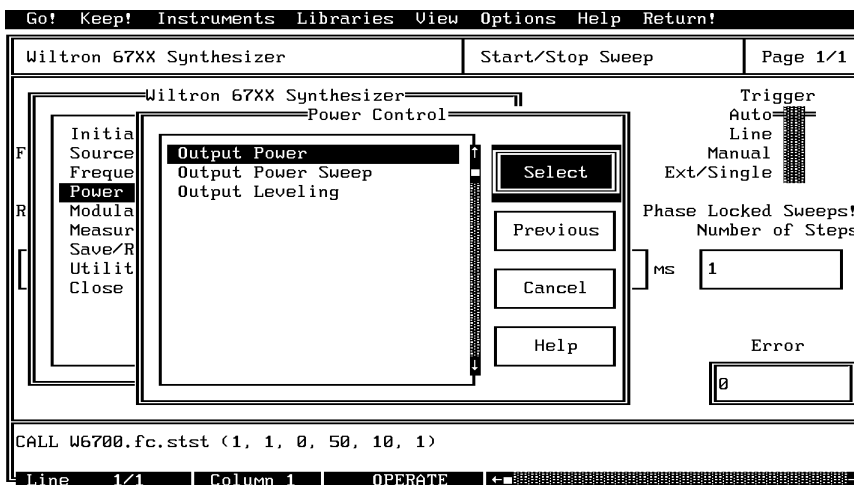 Go! Keep! Instruments Libraries View Options Help Return!
Wiltron 67XX Synthesizer Start/Stop Sweep Page 1/1
Wiltron 67XX Synthesizer
Power Control
Trigger
Auto
Line
Manual
Ext/Single
Initia
Source
Freque
Power
Modula
Measur
Save/R
Utilit
Close
F
R
Output Power
Output Power Sweep
Output Leveling
Select
Previous
Cancel
Help
Phase Locked Sweeps!
Number of Steps
ms 1
Error
0
CALL W6700.fc.stst (1, 1, 0, 50, 10, 1)
Line 1/1 Column 1 OPERATE